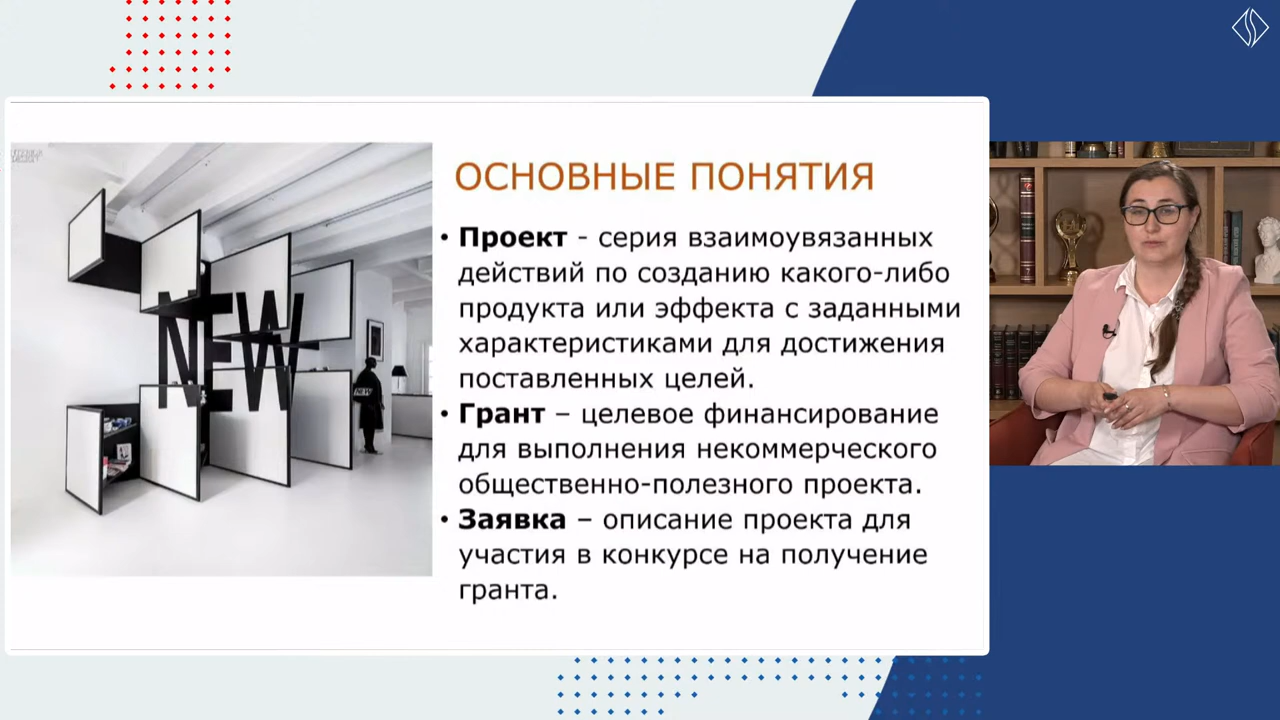 ОСНОВНЫЕ ПОНЯТИЯ
• Проект - серия взаимоувязанных
действий по созданию какого-либо
продукта или эффекта с заданными
характеристиками для достижения
поставленных целей.
• Грант – целевое финансирование
для выполнения некоммерческого
общественно-полезного проекта.
• Заявка – описание проекта для
участия в конкурсе на получение
гранта.
NEW
NEW